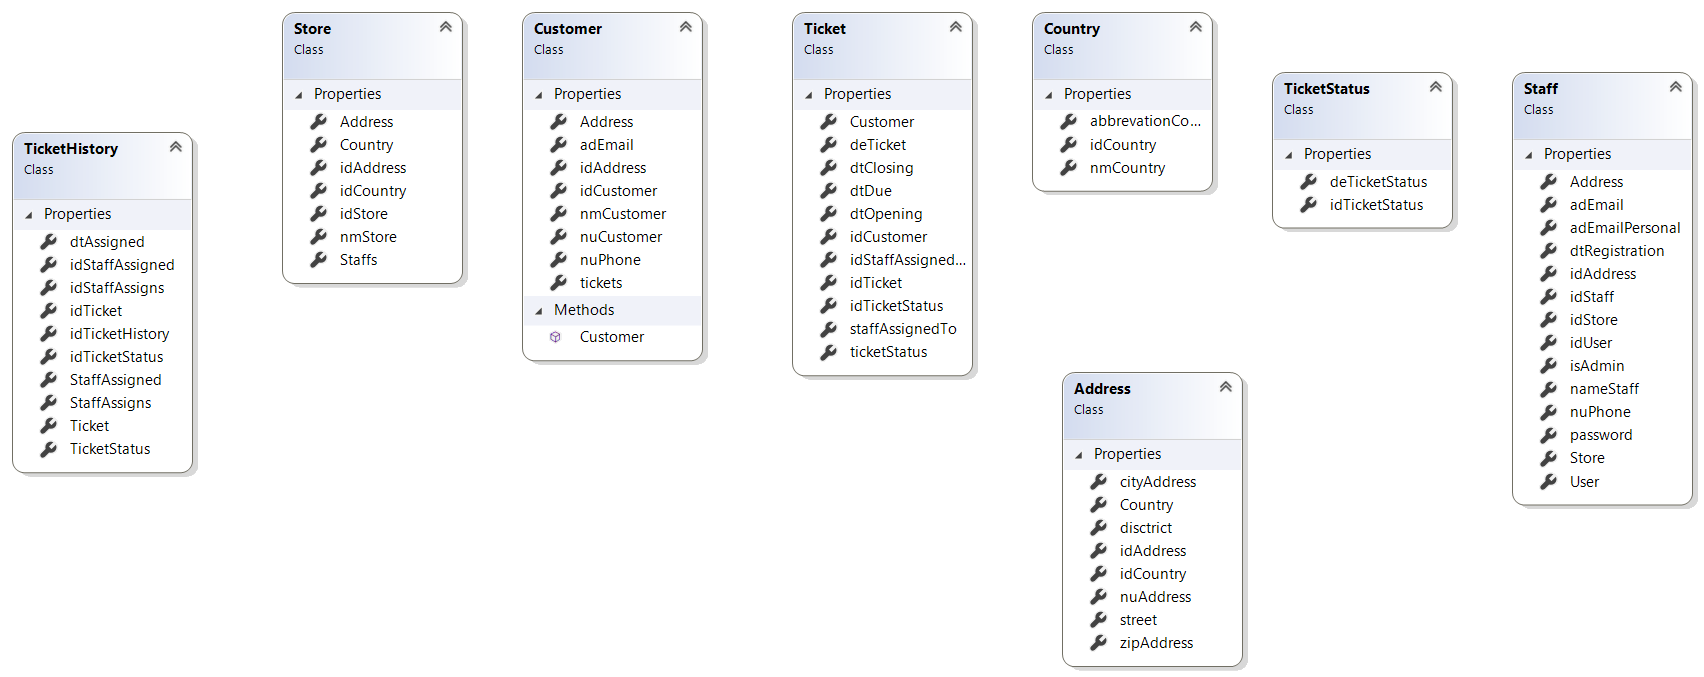 TicketHistory
Class
Properties
dtAssigned
idStaffAssigned
idStaffAssigns
idTicket
idTicketHistory
idTicketStatus
StaffAssigned
StaffAssigns
Ticket
TicketStatus
Store
Class
Properties
Address
Country
idAddress
idCountry
idStore
nmStore
Staffs
Customer
Class
Properties
Address
adEmail
idAddress
idCustomer
nmCustomer
nuCustomer
nuPhone
tickets
Methods
Customer
Ticket
Class
Properties
Customer
deTicket
dtClosing
dtDue
dtOpening
idCustomer
idStaffAssigned...
idTicket
idTicketStatus
staffAssignedTo
ticketStatus
Country
Class
Properties
abbrevationCo...
idCountry
nmCountry
Address
Class
Properties
cityAddress
Country
disctrict
idAddress
idCountry
nuAddress
street
zipAddress
TicketStatus
Class
Properties
deTicketStatus
idTicketStatus
Staff
Class
Properties
Address
adEmail
adEmailPersonal
dtRegistration
idAddress
idStaff
idStore
idUser
isAdmin
nameStaff
nuPhone
password
Store
User